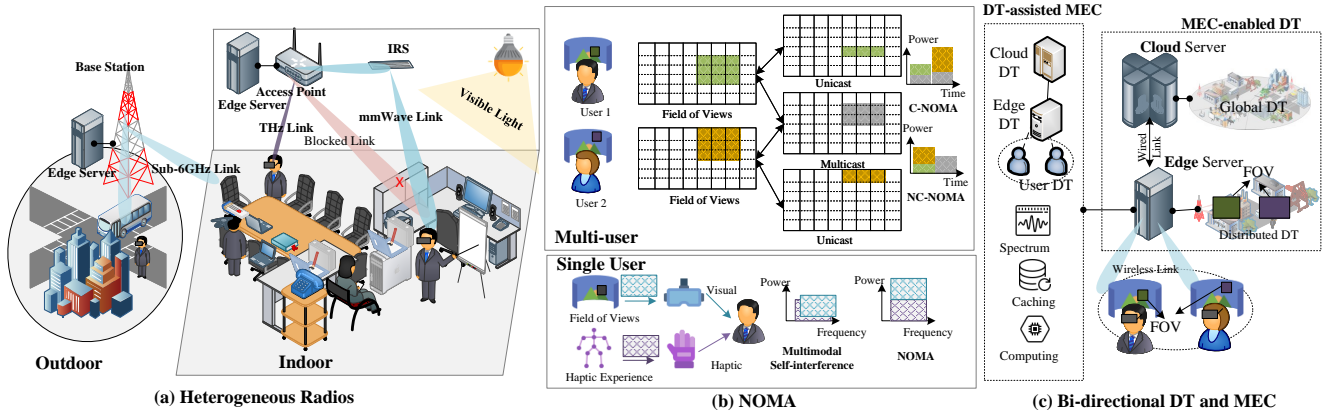 Base Station
Edge Server
Sub-6GHz Link
Outdoor
IRS
Access Point
Edge Server
THz Link
Blocked Link
mmWave Link
Visible Light
X
Indoor
(a) Heterogeneous Radios
User 1
User 2
Field of Views
Field of Views
Unicast
Multicast
Unicast
Power
Time
C-NOMA
Power
Time
NC-NOMA
Multi-user
Single User
Field of Views
Visual
Haptic Experience
Haptic
Power
Frequency
Multimodal
Self-interference
Power
Frequency
NOMA
(b) NOMA
DT-assisted MEC
Cloud
DT
Edge
DT
User DT
Spectrum
Caching
Computing
MEC-enabled DT
Cloud Server
Global DT
Wired
Link
Edge Server
FOV
Distributed DT
Wireless Link
FOV
(c) Bi-directional DT and MEC